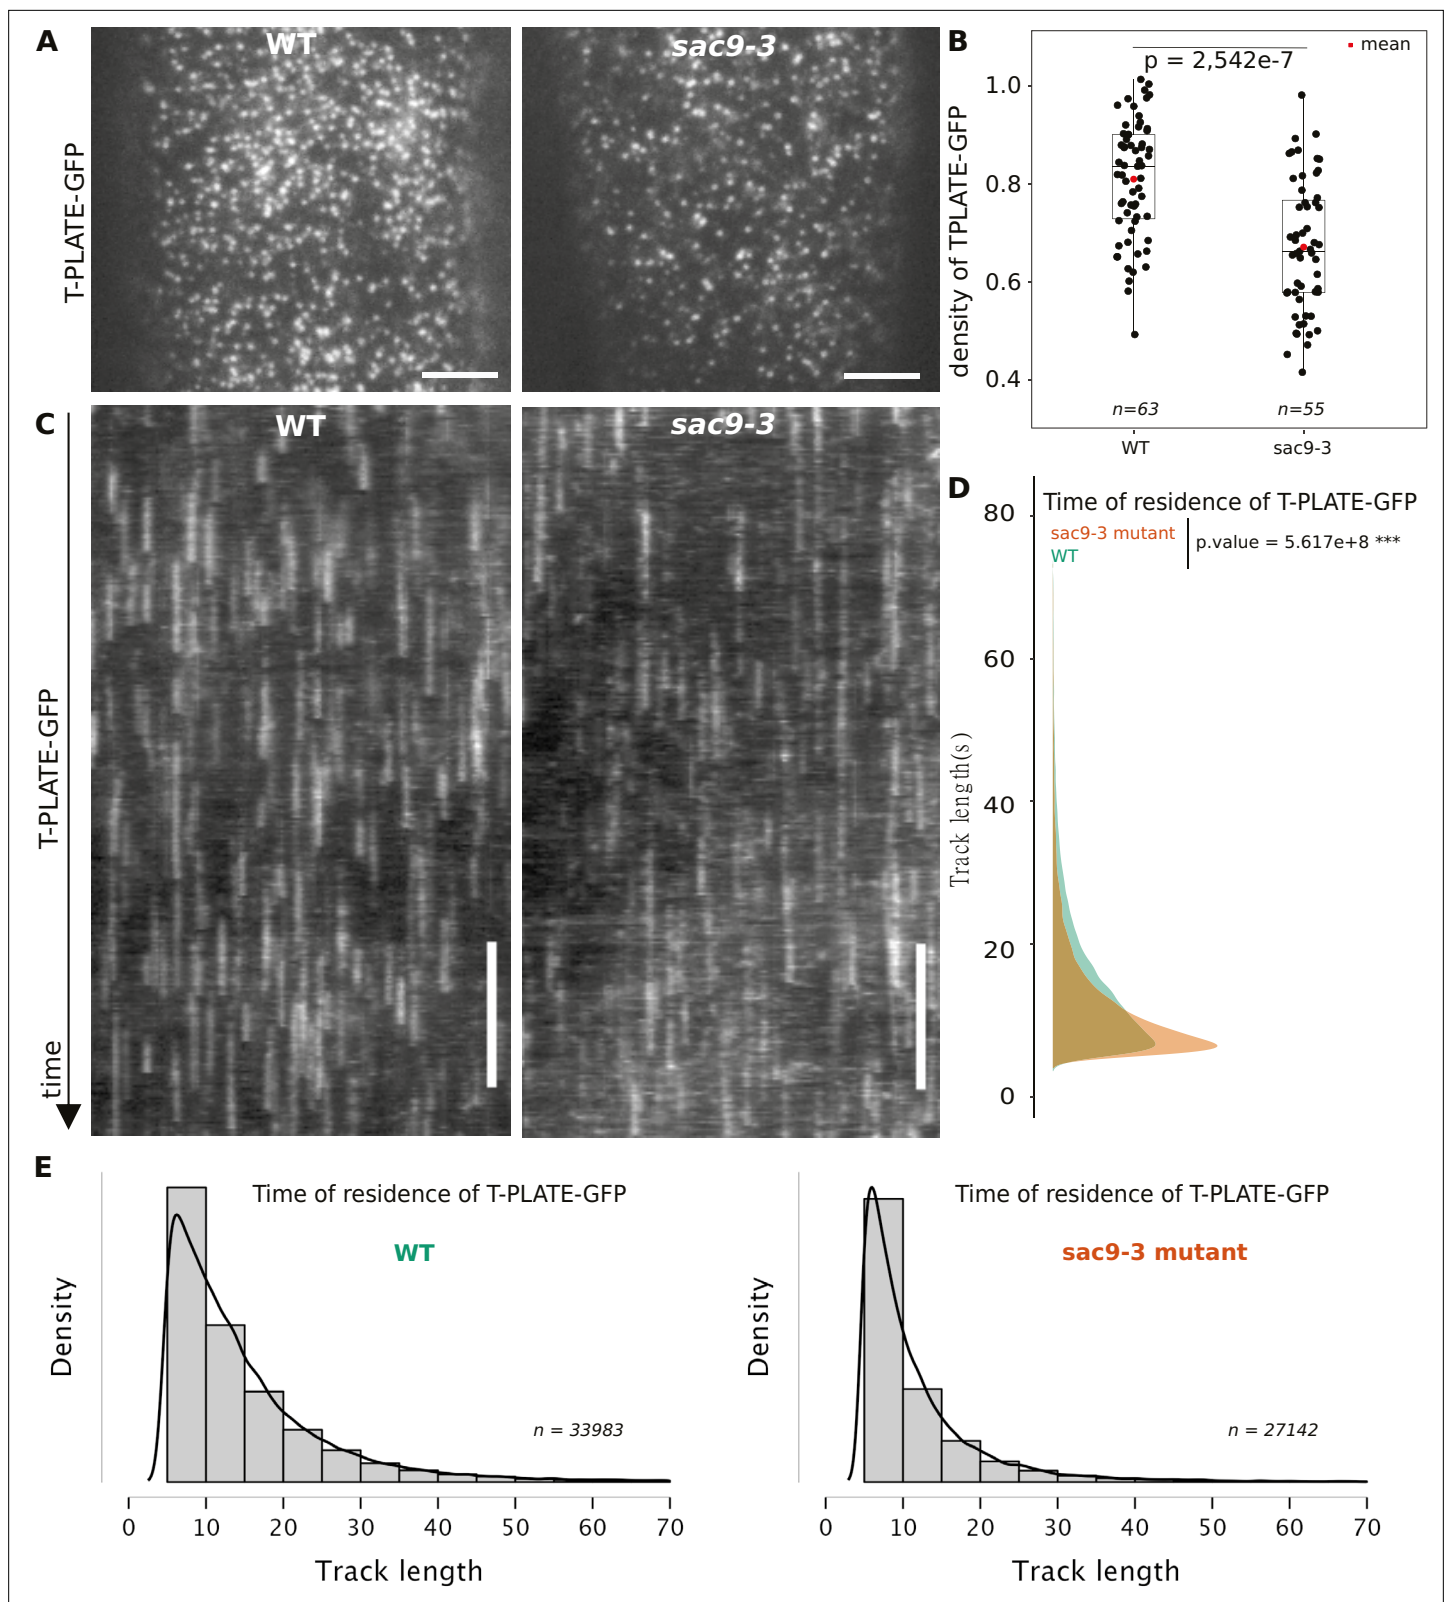 A
WT
sac9-3
T-PLATE-GFP
B
mean
p = 2,542e-7
density of TPLATE-GFP
1.0
0.8
0.6
0.4
n=63
n=55
WT
sac9-3
C
WT
sac9-3
T-PLATE-GFP
time
D
Time of residence of T-PLATE-GFP
sac9-3 mutant
WT
p.value = 5.617e+8 ***
Track length(s)
80
60
40
20
0
E
Time of residence of T-PLATE-GFP
WT
Density
n = 33983
0 10 20 30 40 50 60 70
Track length
Time of residence of T-PLATE-GFP
sac9-3 mutant
Density
n = 27142
0 10 20 30 40 50 60 70
Track length